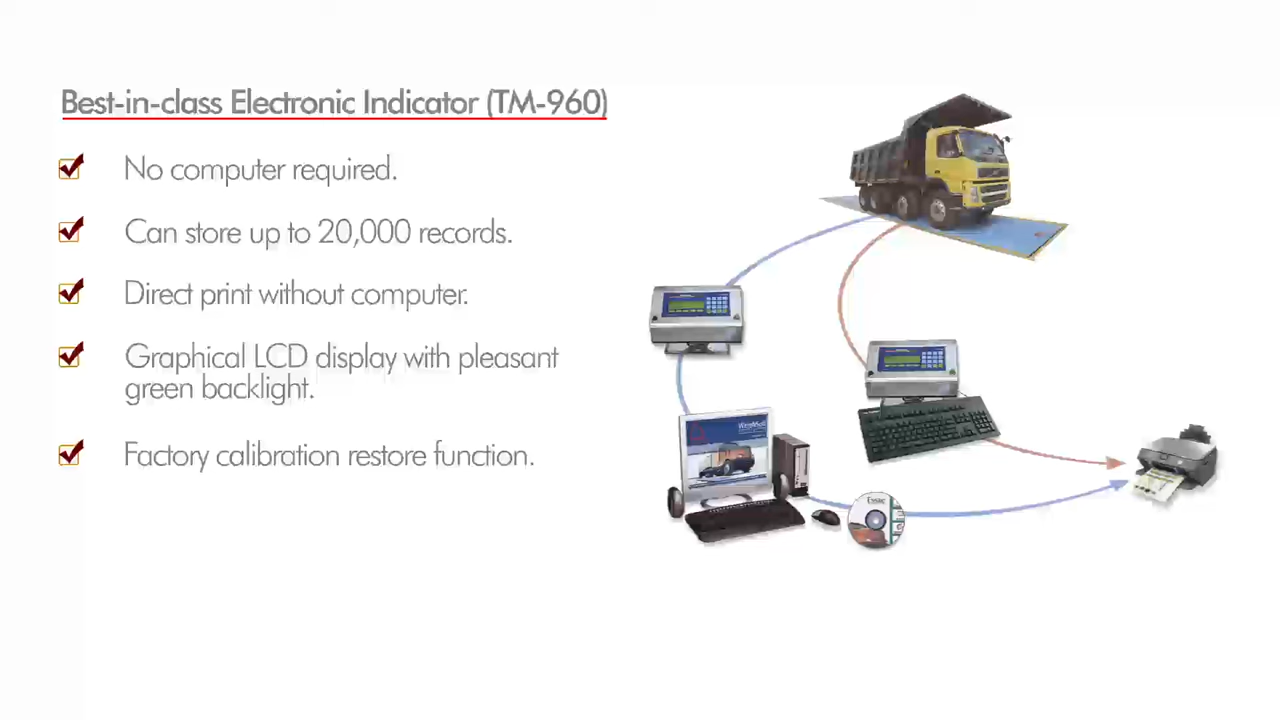 Best-in-class Electronic Indicator (TM-960)
No computer required.
Can store up to 20,000 records.
Direct print without computer.
Graphical LCD display with pleasant
green backlight.
Factory calibration restore function.